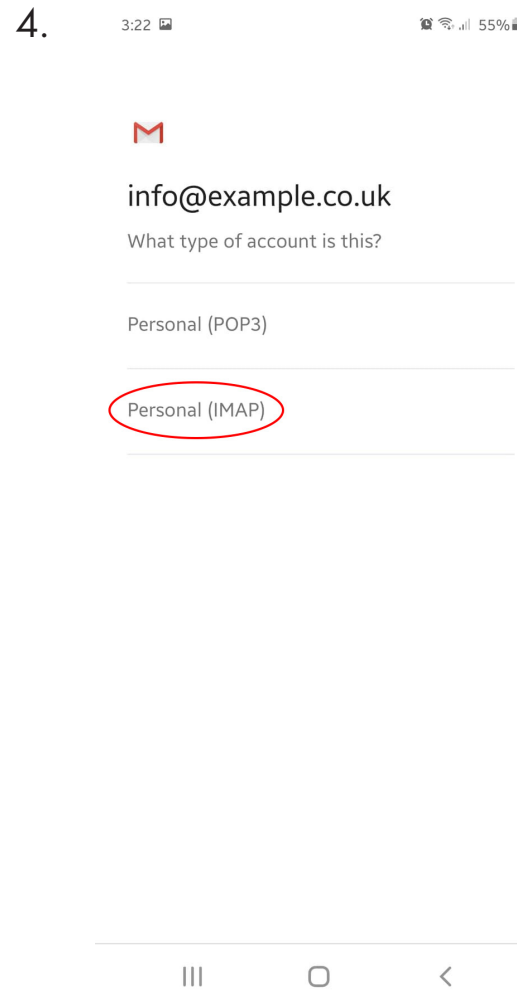 4.
3:22
55%
info@example.co.uk
What type of account is this?
Personal (POP3)
Personal (IMAP)